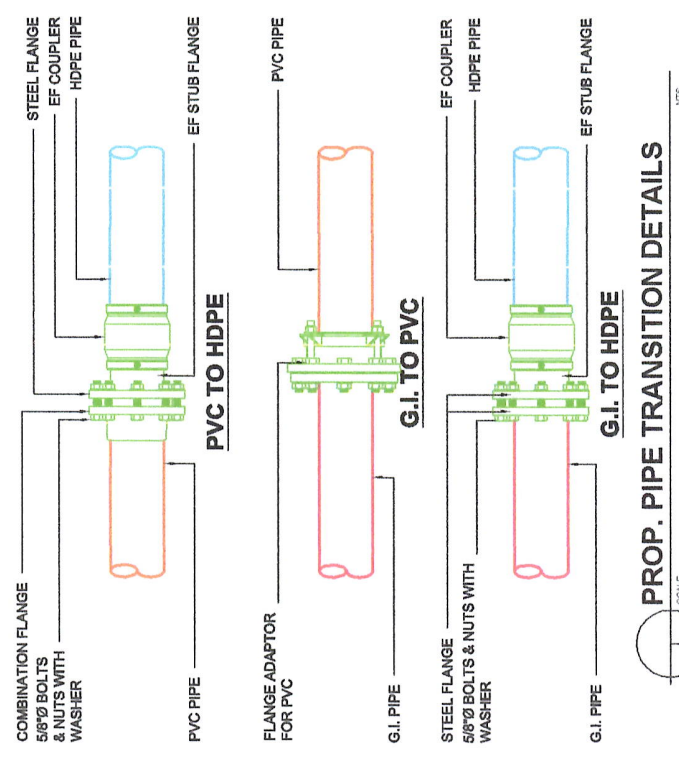 STEEL FLANGE
EF COUPLER
HDPE PIPE
COMBINATION FLANGE
5/8"Ø BOLTS
& NUTS WITH
WASHER
PVC PIPE
EF STUB FLANGE
PVC TO HDPE
PVC PIPE
FLANGE ADAPTOR
FOR PVC
G.I. PIPE
G.I. TO PVC
EF COUPLER
HDPE PIPE
STEEL FLANGE
5/8"Ø BOLTS & NUTS WITH
WASHER
G.I. PIPE
EF STUB FLANGE
G.I. TO HDPE
PROP. PIPE TRANSITION DETAILS
SCALE
NTS